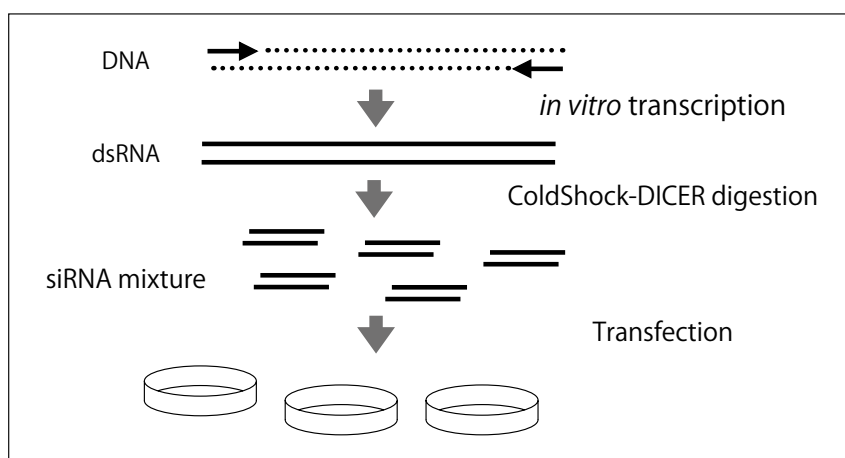 DNA
in vitro transcription
dsRNA
ColdShock-DICER digestion
siRNA mixture
Transfection